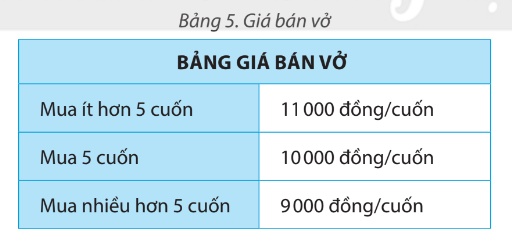 Bảng 5. Giá bán vở
BẢNG GIÁ BÁN VỞ
Mua ít hơn 5 cuốn 11 000 đồng/cuốn
Mua 5 cuốn 10 000 đồng/cuốn
Mua nhiều hơn 5 cuốn 9 000 đồng/cuốn